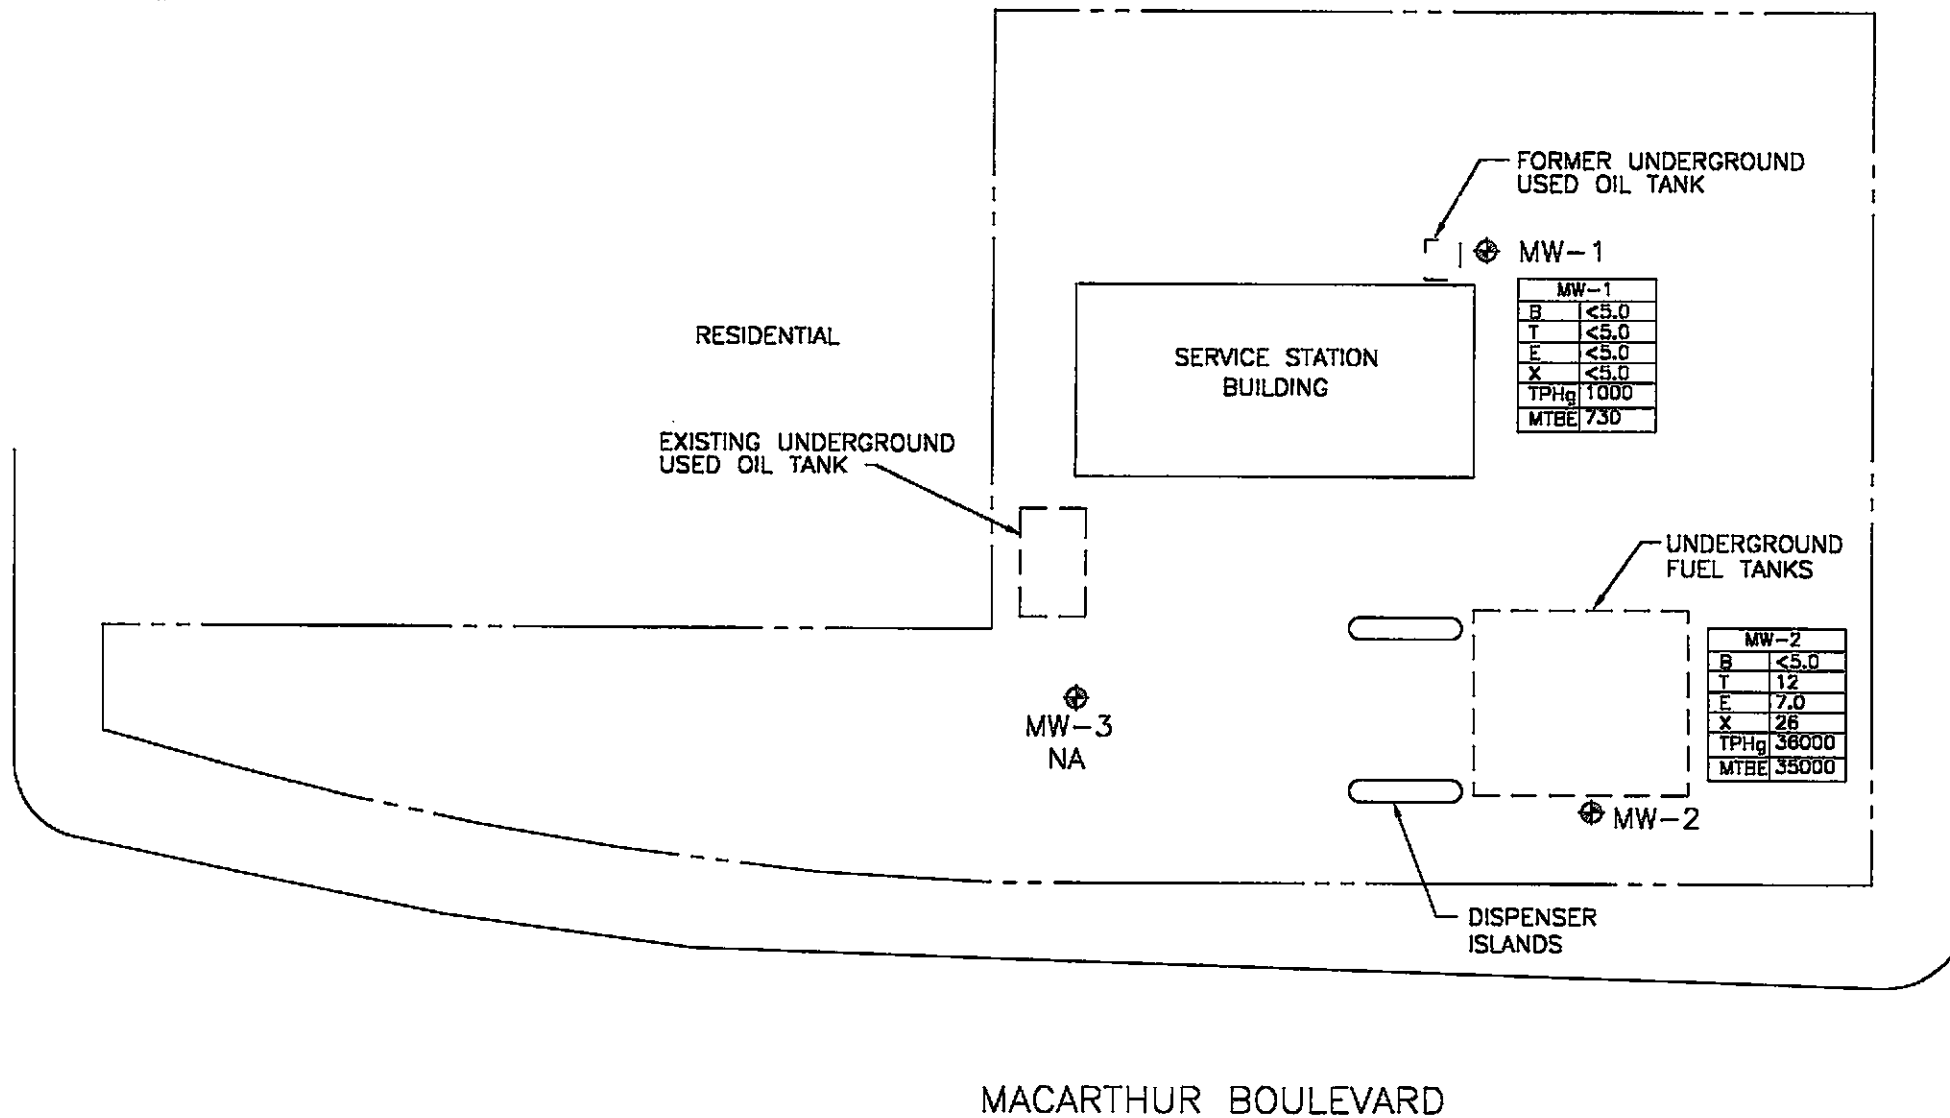 FORMER UNDERGROUND
USED OIL TANK
MW-1
MW-1
B <5.0
T <5.0
E <5.0
X <5.0
TPHg 1000
MTBE 730
RESIDENTIAL
SERVICE STATION
BUILDING
EXISTING UNDERGROUND
USED OIL TANK
UNDERGROUND
FUEL TANKS
MW-2
B <5.0
T 12
E 7.0
X 26
TPHg 36000
MTBE 35000
MW-3
NA
MW-2
DISPENSER
ISLANDS
MACARTHUR BOULEVARD